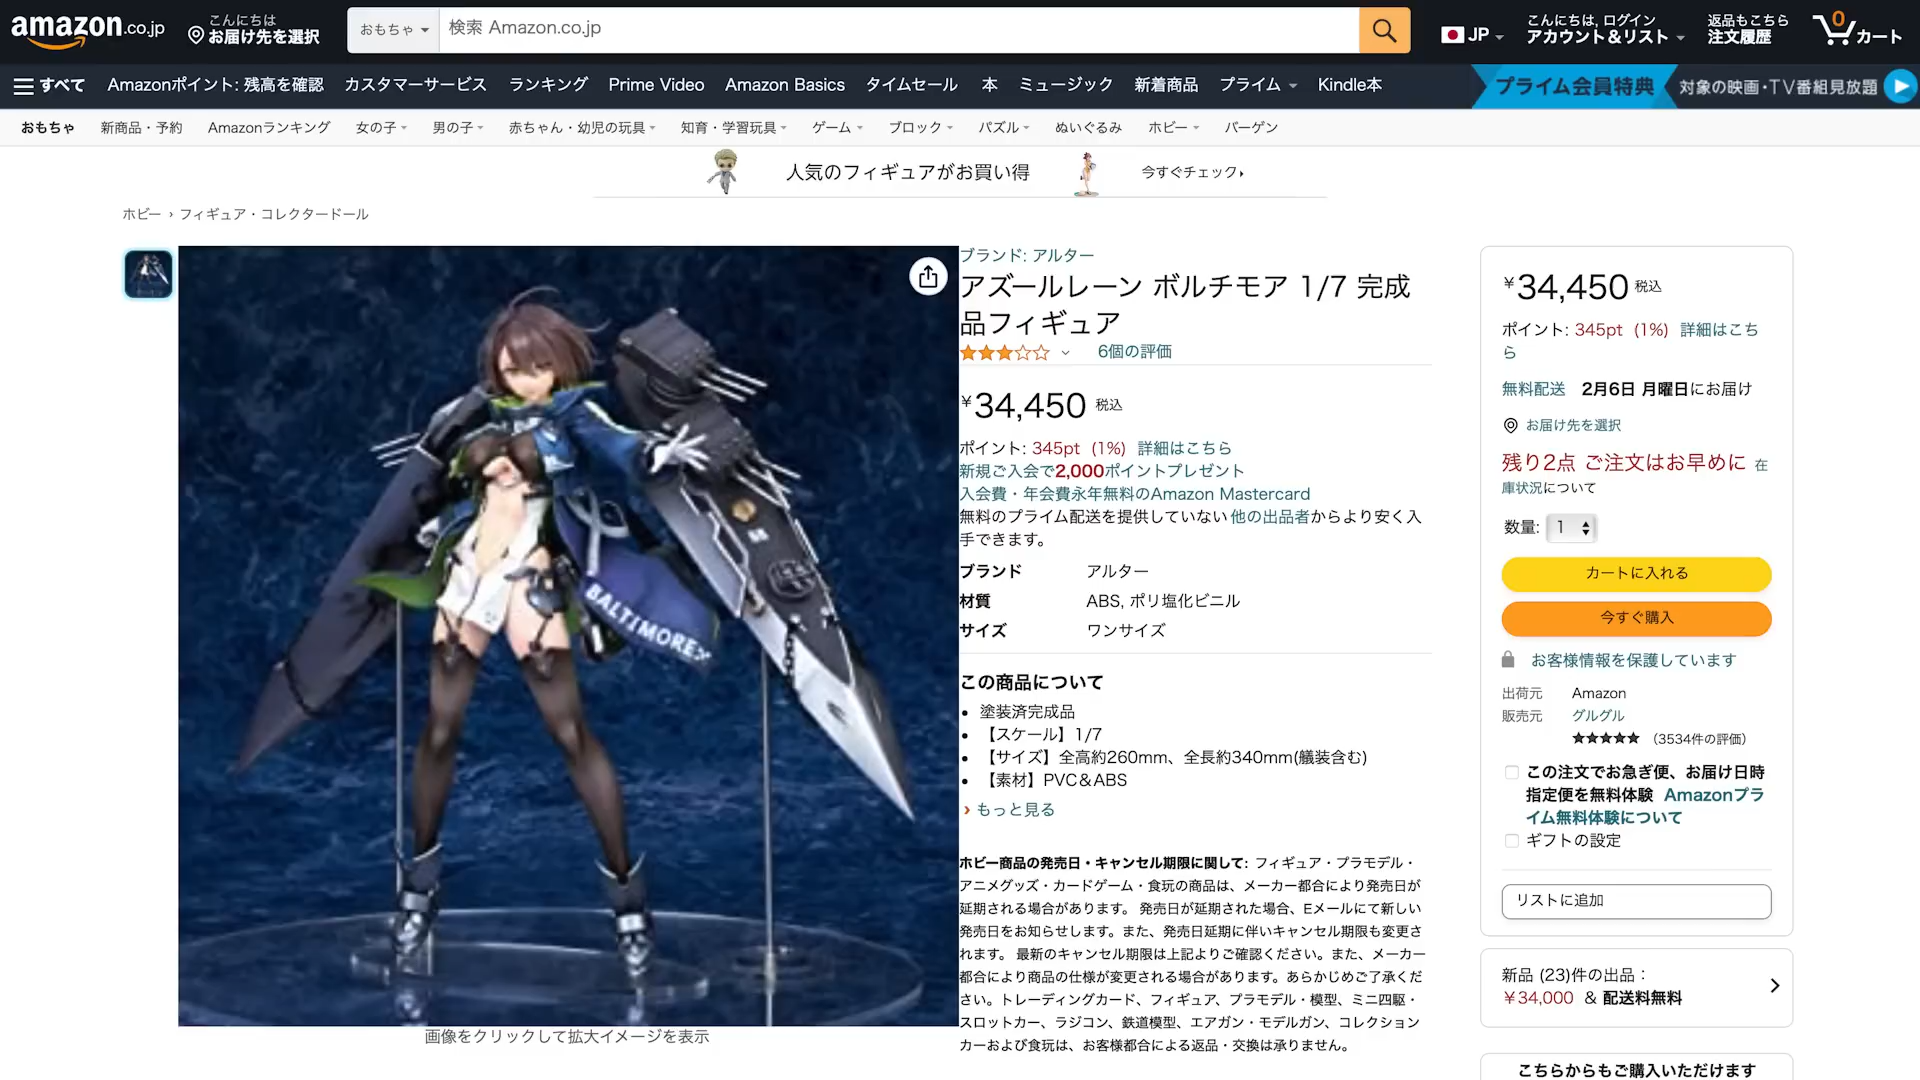 amazon.co.jp
こんにちは
お届け先を選択
おもちゃ
検索 Amazon.co.jp
JP
こんにちは, ログイン
アカウント＆リスト
返品もこちら
注文履歴
0
カート
すべて
Amazonポイント: 残高を確認
カスタマーサービス
ランキング
Prime Video
Amazon Basics
タイムセール
本
ミュージック
新着商品
プライム
Kindle本
プライム会員特典
対象の映画・TV番組見放題
おもちゃ
新商品・予約
Amazonランキング
女の子
男の子
赤ちゃん・幼児の玩具
知育・学習玩具
ゲーム
ブロック
パズル
ぬいぐるみ
ホビー
バーゲン
人気のフィギュアがお買い得
今すぐチェック
ホビー › フィギュア・コレクタードール
BALTIMORE
画像をクリックして拡大イメージを表示
ブランド: アルター
アズールレーン ボルチモア 1/7 完成
品フィギュア
6個の評価
¥34,450 税込
ポイント: 345pt (1%) 詳細はこちら
新規ご入会で2,000ポイントプレゼント
入会費・年会費永年無料のAmazon Mastercard
無料のプライム配送を提供していない 他の出品者からより安く入
手できます。
ブランド アルター
材質 ABS, ポリ塩化ビニル
サイズ ワンサイズ
この商品について
塗装済完成品
【スケール】1/7
【サイズ】全高約260mm、全長約340mm(艤装含む)
【素材】PVC＆ABS
もっと見る
ホビー商品の発売日・キャンセル期限に関して: フィギュア・プラモデル・
アニメグッズ・カードゲーム・食玩の商品は、メーカー都合により発売日が
延期される場合があります。 発売日が延期された場合、Eメールにて新しい
発売日をお知らせします。また、発売日延期に伴いキャンセル期限も変更さ
れます。 最新のキャンセル期限は上記よりご確認ください。また、メーカー
都合により商品の仕様が変更される場合があります。あらかじめご了承くだ
さい。トレーディングカード、フィギュア、プラモデル・模型、ミニ四駆・
スロットカー、ラジコン、鉄道模型、エアガン・モデルガン、コレクション
カーおよび食玩は、お客様都合による返品・交換は承りません。
¥34,450 税込
ポイント: 345pt (1%) 詳細はこち
ら
無料配送 2月6日 月曜日にお届け
お届け先を選択
残り2点 ご注文はお早めに 在
庫状況について
数量: 1
カートに入れる
今すぐ購入
お客様情報を保護しています
出荷元 Amazon
販売元 グルグル
★★★★★ (3534件の評価)
この注文でお急ぎ便、お届け日時
指定便を無料体験 Amazonプラ
イム無料体験について
ギフトの設定
リストに追加
新品 (23)件の出品：
￥34,000 & 配送料無料
こちらからもご購入いただけます